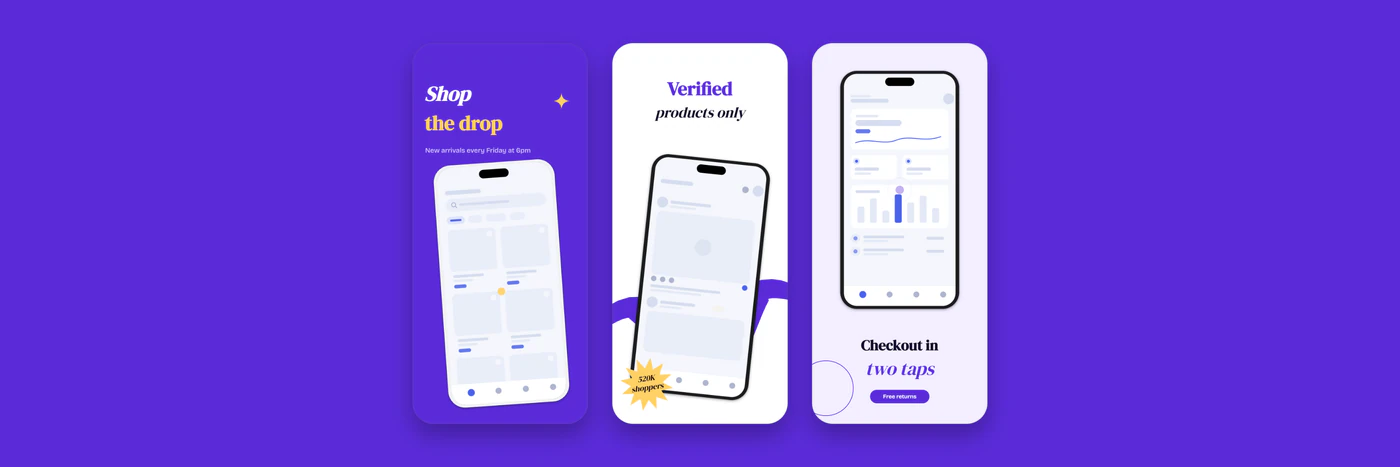 Shop
the drop
New arrivals every Friday at 6pm
Verified
products only
520K
shoppers
Checkout in
two taps
Free returns